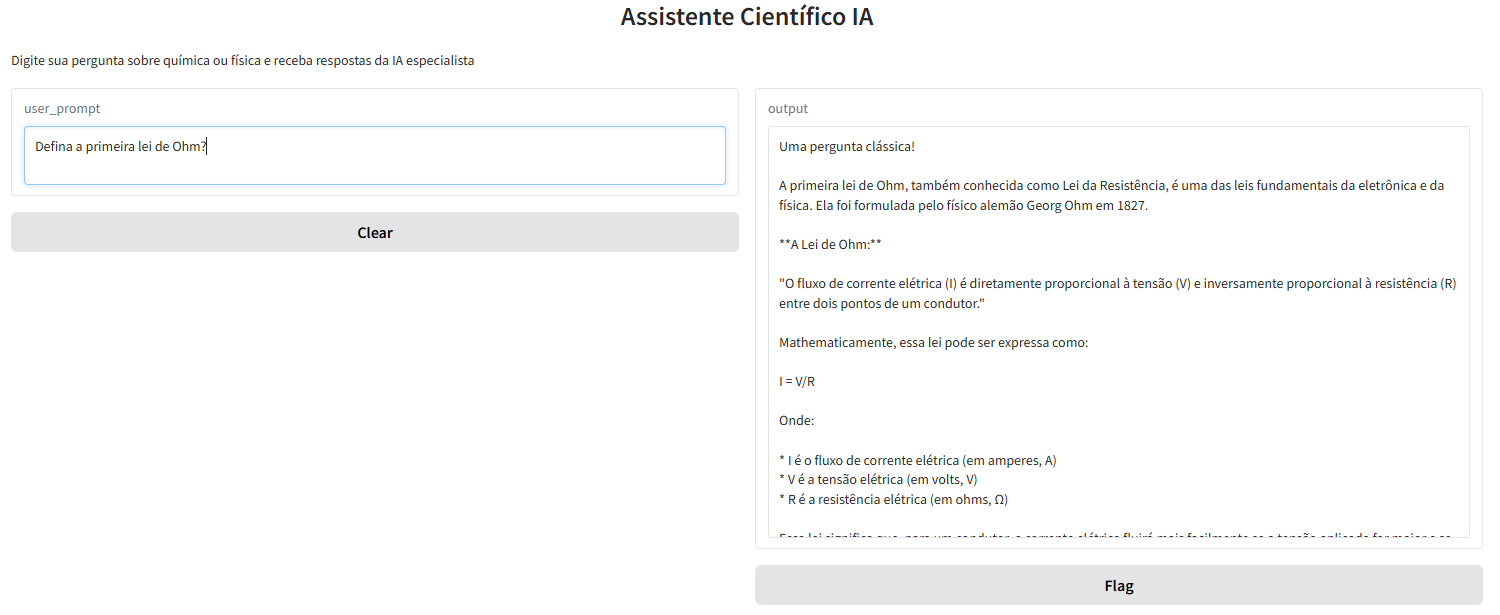 Assistente Científico IA
Digite sua pergunta sobre química ou física e receba respostas da IA especialista
user_prompt
Defina a primeira lei de Ohm?
Clear
output
Uma pergunta clássica!
A primeira lei de Ohm, também conhecida como Lei da Resistência, é uma das leis fundamentais da eletrônica e da
física. Ela foi formulada pelo físico alemão Georg Ohm em 1827.
**A Lei de Ohm:**
"O fluxo de corrente elétrica (I) é diretamente proporcional à tensão (V) e inversamente proporcional à resistência (R)
entre dois pontos de um condutor."
Mathematicamente, essa lei pode ser expressa como:
I = V/R
Onde:
* I é o fluxo de corrente elétrica (em amperes, A)
* V é a tensão elétrica (em volts, V)
* R é a resistência elétrica (em ohms, Ω)
Flag